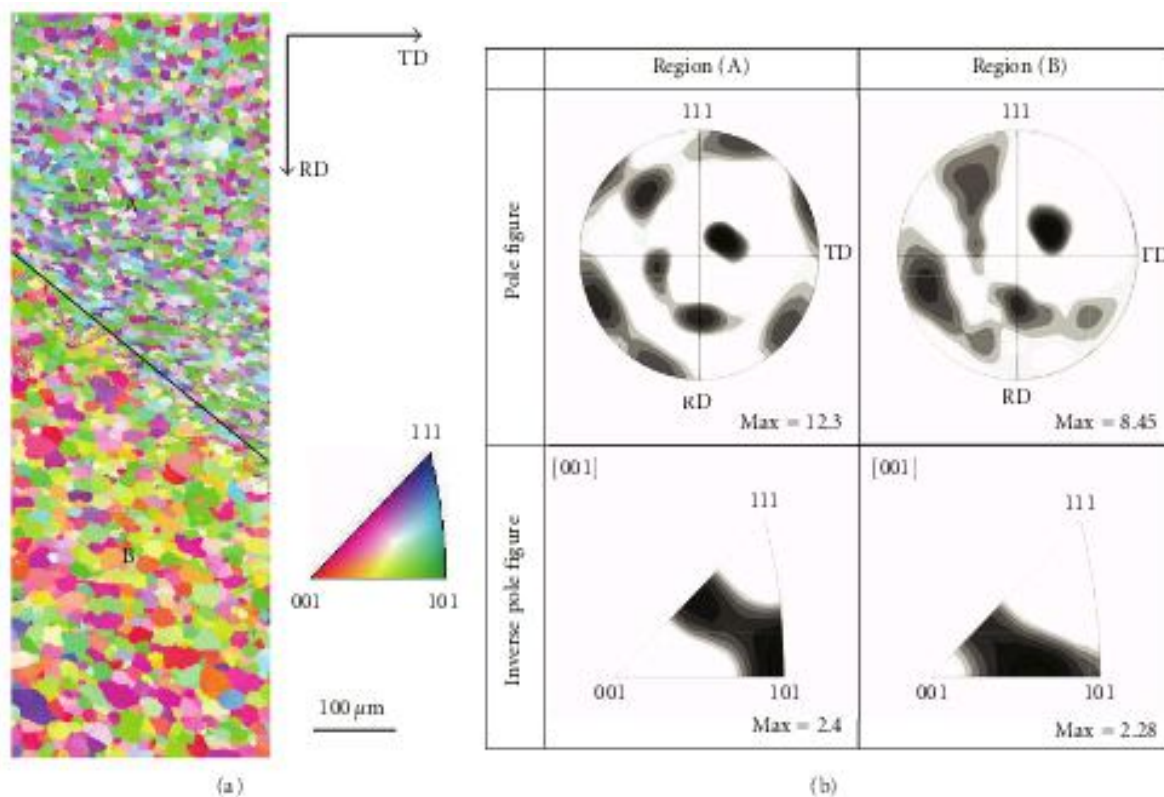 TD
RD
A
B
111
001 101
100 μm
(a)
Region (A) Region (B)
Pole figure
111 111
TD TD
RD RD
Max = 12.3 Max = 8.45
Inverse pole figure
[001] [001]
111 111
001 101 001 101
Max = 2.4 Max = 2.28
(b)